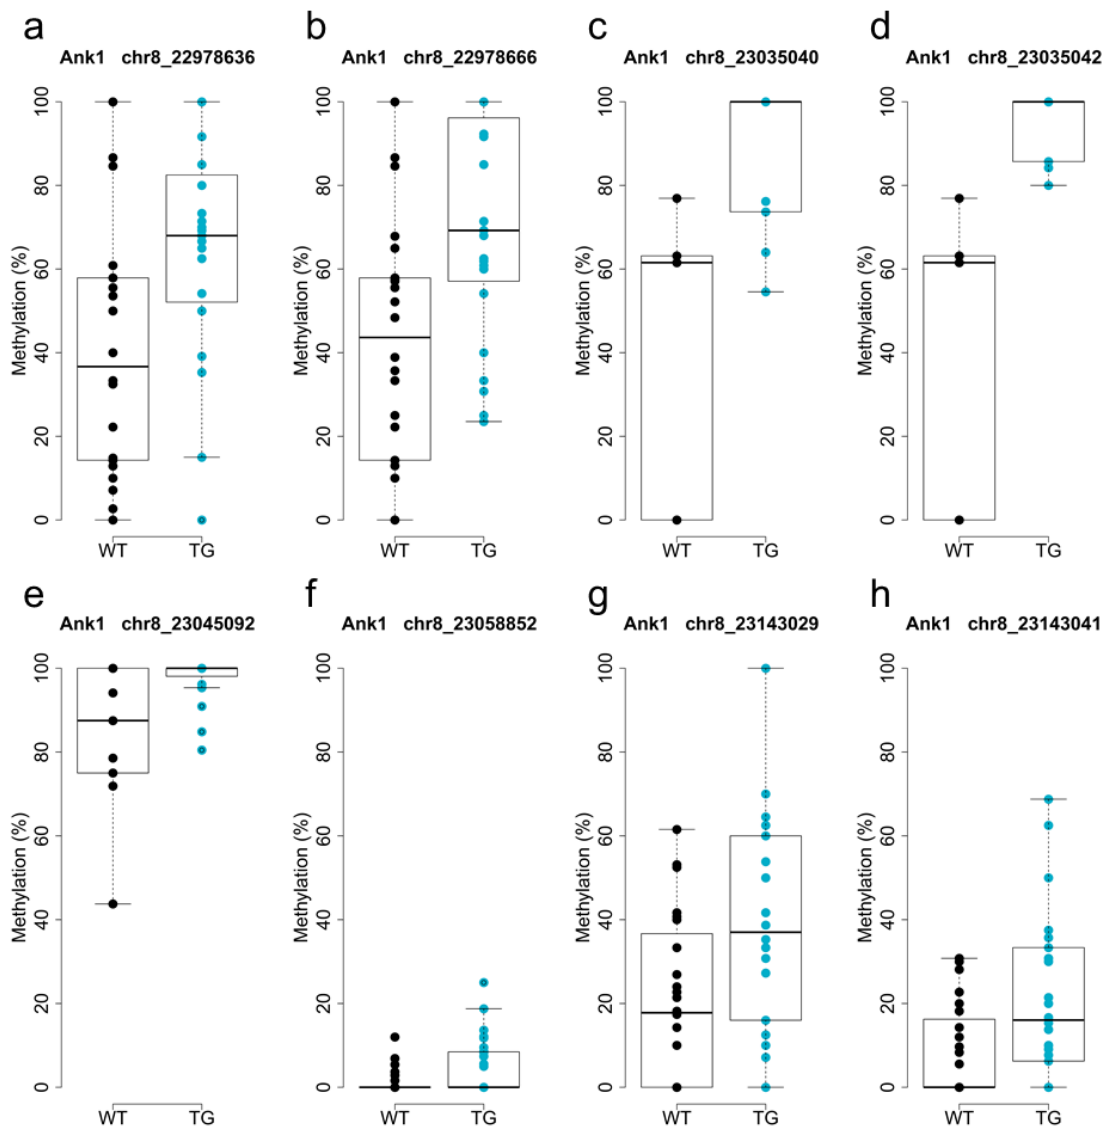 a
Ank1 chr8_22978636
Methylation (%)
0 20 40 60 80 100
WT TG
b
Ank1 chr8_22978666
Methylation (%)
0 20 40 60 80 100
WT TG
c
Ank1 chr8_23035040
Methylation (%)
0 20 40 60 80 100
WT TG
d
Ank1 chr8_23035042
Methylation (%)
0 20 40 60 80 100
WT TG
e
Ank1 chr8_23045092
Methylation (%)
0 20 40 60 80 100
WT TG
f
Ank1 chr8_23058852
Methylation (%)
0 20 40 60 80 100
WT TG
g
Ank1 chr8_23143029
Methylation (%)
0 20 40 60 80 100
WT TG
h
Ank1 chr8_23143041
Methylation (%)
0 20 40 60 80 100
WT TG